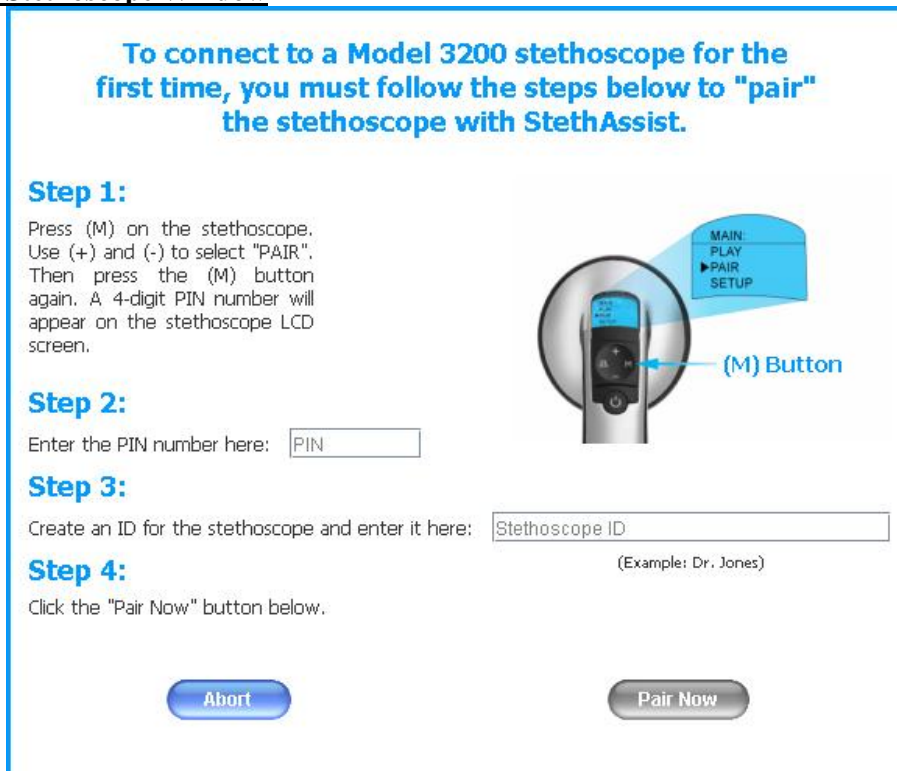 To connect to a Model 3200 stethoscope for the
first time, you must follow the steps below to "pair"
the stethoscope with StethAssist.
Step 1:
Press (M) on the stethoscope.
Use (+) and (-) to select "PAIR".
Then press the (M) button
again. A 4-digit PIN number will
appear on the stethoscope LCD
screen.
MAIN:
PLAY
▶PAIR
SETUP
(M) Button
Step 2:
Enter the PIN number here: PIN
Step 3:
Create an ID for the stethoscope and enter it here: Stethoscope ID
(Example: Dr. Jones)
Step 4:
Click the "Pair Now" button below.
Abort
Pair Now